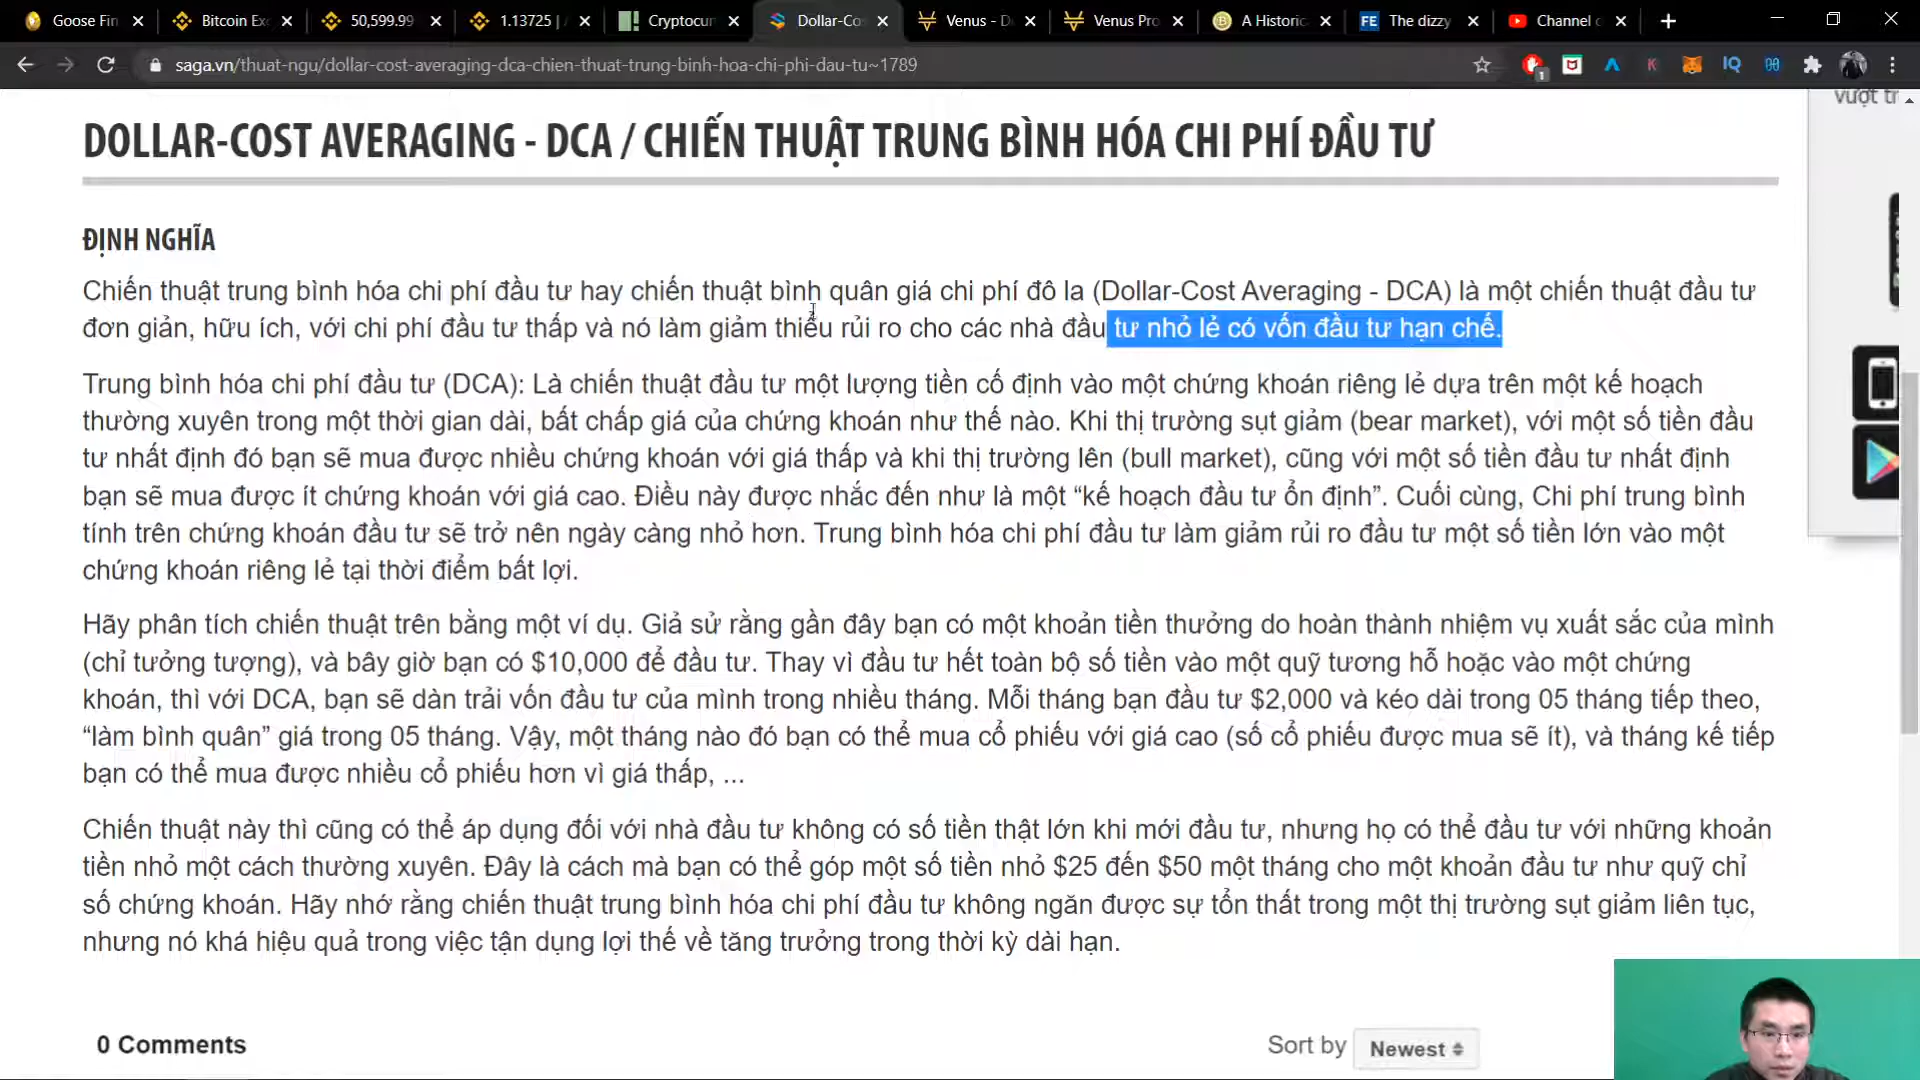 Goose Fin
Bitcoin Ex
50,599.99
1.13725 |
Cryptocur
Dollar-Co
Venus - D
Venus Pro
A Historic
The dizzy
Channel
saga.vn/thuat-ngu/dollar-cost-averaging-dca-chien-thuat-trung-binh-hoa-chi-phi-dau-tu~1789
vượt tr
DOLLAR-COST AVERAGING - DCA / CHIẾN THUẬT TRUNG BÌNH HÓA CHI PHÍ ĐẦU TƯ
ĐỊNH NGHĨA
Chiến thuật trung bình hóa chi phí đầu tư hay chiến thuật bình quân giá chi phí đô la (Dollar-Cost Averaging - DCA) là một chiến thuật đầu tư
đơn giản, hữu ích, với chi phí đầu tư thấp và nó làm giảm thiểu rủi ro cho các nhà đầu tư nhỏ lẻ có vốn đầu tư hạn chế.
Trung bình hóa chi phí đầu tư (DCA): Là chiến thuật đầu tư một lượng tiền cố định vào một chứng khoán riêng lẻ dựa trên một kế hoạch
thường xuyên trong một thời gian dài, bất chấp giá của chứng khoán như thế nào. Khi thị trường sụt giảm (bear market), với một số tiền đầu
tư nhất định đó bạn sẽ mua được nhiều chứng khoán với giá thấp và khi thị trường lên (bull market), cũng với một số tiền đầu tư nhất định
bạn sẽ mua được ít chứng khoán với giá cao. Điều này được nhắc đến như là một “kế hoạch đầu tư ổn định”. Cuối cùng, Chi phí trung bình
tính trên chứng khoán đầu tư sẽ trở nên ngày càng nhỏ hơn. Trung bình hóa chi phí đầu tư làm giảm rủi ro đầu tư một số tiền lớn vào một
chứng khoán riêng lẻ tại thời điểm bất lợi.
Hãy phân tích chiến thuật trên bằng một ví dụ. Giả sử rằng gần đây bạn có một khoản tiền thưởng do hoàn thành nhiệm vụ xuất sắc của mình
(chỉ tưởng tượng), và bây giờ bạn có $10,000 để đầu tư. Thay vì đầu tư hết toàn bộ số tiền vào một quỹ tương hỗ hoặc vào một chứng
khoán, thì với DCA, bạn sẽ dàn trải vốn đầu tư của mình trong nhiều tháng. Mỗi tháng bạn đầu tư $2,000 và kéo dài trong 05 tháng tiếp theo,
“làm bình quân” giá trong 05 tháng. Vậy, một tháng nào đó bạn có thể mua cổ phiếu với giá cao (số cổ phiếu được mua sẽ ít), và tháng kế tiếp
bạn có thể mua được nhiều cổ phiếu hơn vì giá thấp, ...
Chiến thuật này thì cũng có thể áp dụng đối với nhà đầu tư không có số tiền thật lớn khi mới đầu tư, nhưng họ có thể đầu tư với những khoản
tiền nhỏ một cách thường xuyên. Đây là cách mà bạn có thể góp một số tiền nhỏ $25 đến $50 một tháng cho một khoản đầu tư như quỹ chỉ
số chứng khoán. Hãy nhớ rằng chiến thuật trung bình hóa chi phí đầu tư không ngăn được sự tổn thất trong một thị trường sụt giảm liên tục,
nhưng nó khá hiệu quả trong việc tận dụng lợi thế về tăng trưởng trong thời kỳ dài hạn.
0 Comments
Sort by Newest